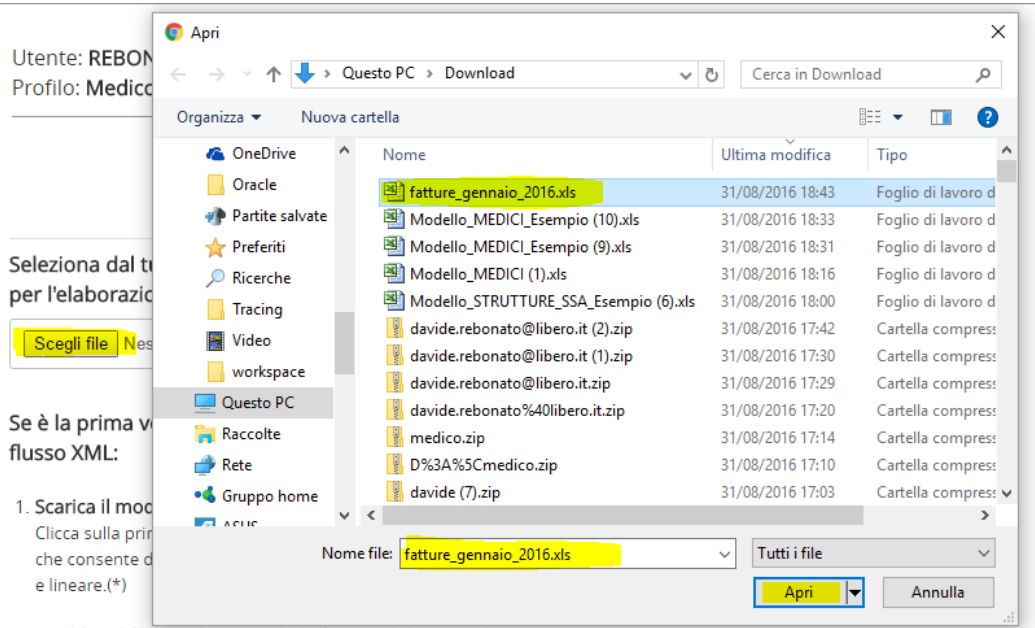 Apri
Utente: REBON
Profilo: Medico
Questo PC > Download
Cerca in Download
Organizza
Nuova cartella
OneDrive
Oracle
Partite salvate
Preferiti
Ricerche
Tracing
Video
workspace
Questo PC
Raccolte
Rete
Gruppo home
ASUS
Nome Ultima modifica Tipo
fatture_gennaio_2016.xls 31/08/2016 18:43 Foglio di lavoro d
Modello_MEDICI_Esempio (10).xls 31/08/2016 18:33 Foglio di lavoro d
Modello_MEDICI_Esempio (9).xls 31/08/2016 18:31 Foglio di lavoro d
Modello_MEDICI (1).xls 31/08/2016 18:16 Foglio di lavoro d
Modello_STRUTTURE_SSA_Esempio (6).xls 31/08/2016 18:00 Foglio di lavoro d
davide.rebonato@libero.it (2).zip 31/08/2016 17:42 Cartella compress
davide.rebonato@libero.it (1).zip 31/08/2016 17:30 Cartella compress
davide.rebonato@libero.it.zip 31/08/2016 17:29 Cartella compress
davide.rebonato%40libero.it.zip 31/08/2016 17:20 Cartella compress
medico.zip 31/08/2016 17:14 Cartella compress
D%3A%5Cmedico.zip 31/08/2016 17:10 Cartella compress
davide (7).zip 31/08/2016 17:03 Cartella compress
Seleziona dal tu
per l'elaborazio
Scegli file Nes
Se è la prima vo
flusso XML:
1. Scarica il mod
Clicca sulla prim
che consente d
e lineare.(*)
Nome file: fatture_gennaio_2016.xls
Tutti i file
Apri
Annulla